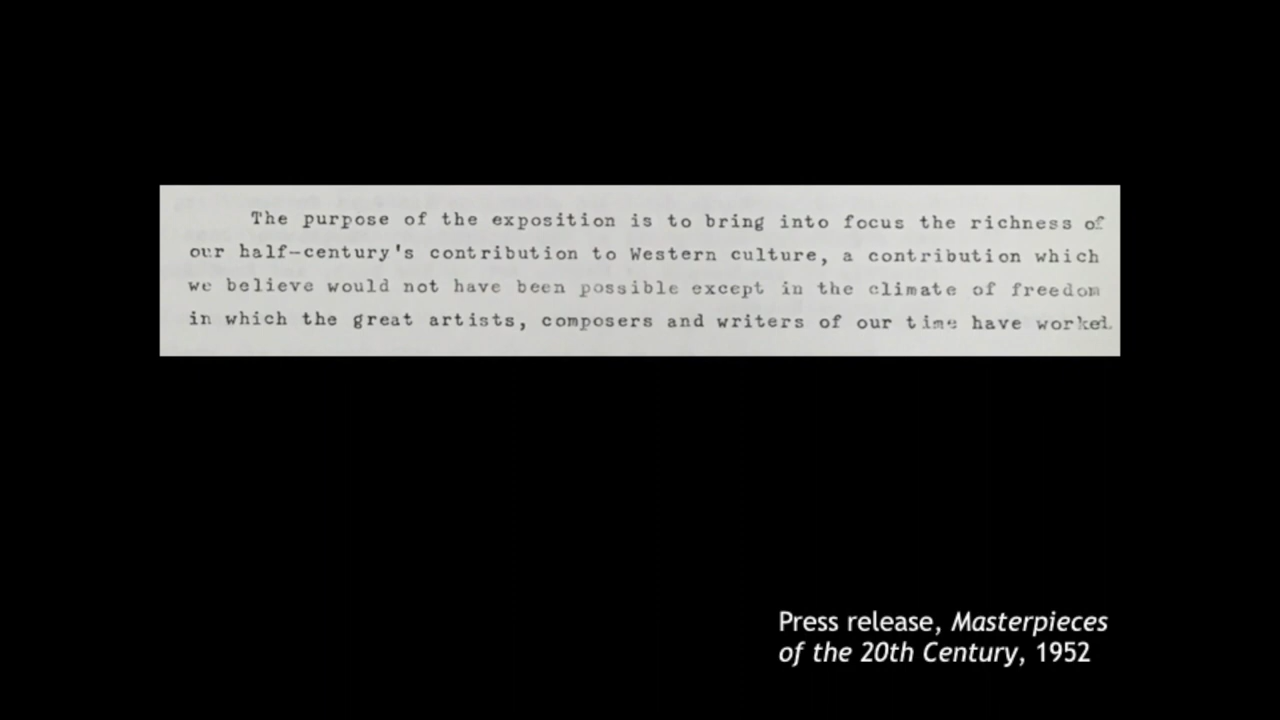 The purpose of the exposition is to bring into focus the richness of
our half-century's contribution to Western culture, a contribution which
we believe would not have been possible except in the climate of freedom
in which the great artists, composers and writers of our time have worked.
Press release, Masterpieces
of the 20th Century, 1952